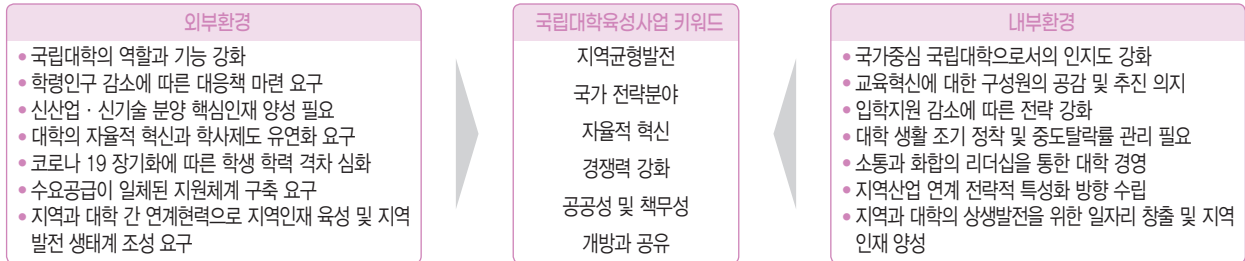 외부환경
• 국립대학의 역할과 기능 강화
• 학령인구 감소에 따른 대응책 마련 요구
• 신산업 · 신기술 분양 핵심인재 양성 필요
• 대학의 자율적 혁신과 학사제도 유연화 요구
• 코로나 19 장기화에 따른 학생 학력 격차 심화
• 수요공급이 일체된 지원체계 구축 요구
• 지역과 대학 간 연계현력으로 지역인재 육성 및 지역
발전 생태계 조성 요구
국립대학육성사업 키워드
지역균형발전
국가 전략분야
자율적 혁신
경쟁력 강화
공공성 및 책무성
개방과 공유
내부환경
• 국가중심 국립대학으로서의 인지도 강화
• 교육혁신에 대한 구성원의 공감 및 추진 의지
• 입학지원 감소에 따른 전략 강화
• 대학 생활 조기 정착 및 중도탈락률 관리 필요
• 소통과 화합의 리더십을 통한 대학 경영
• 지역산업 연계 전략적 특성화 방향 수립
• 지역과 대학의 상생발전을 위한 일자리 창출 및 지역
인재 양성